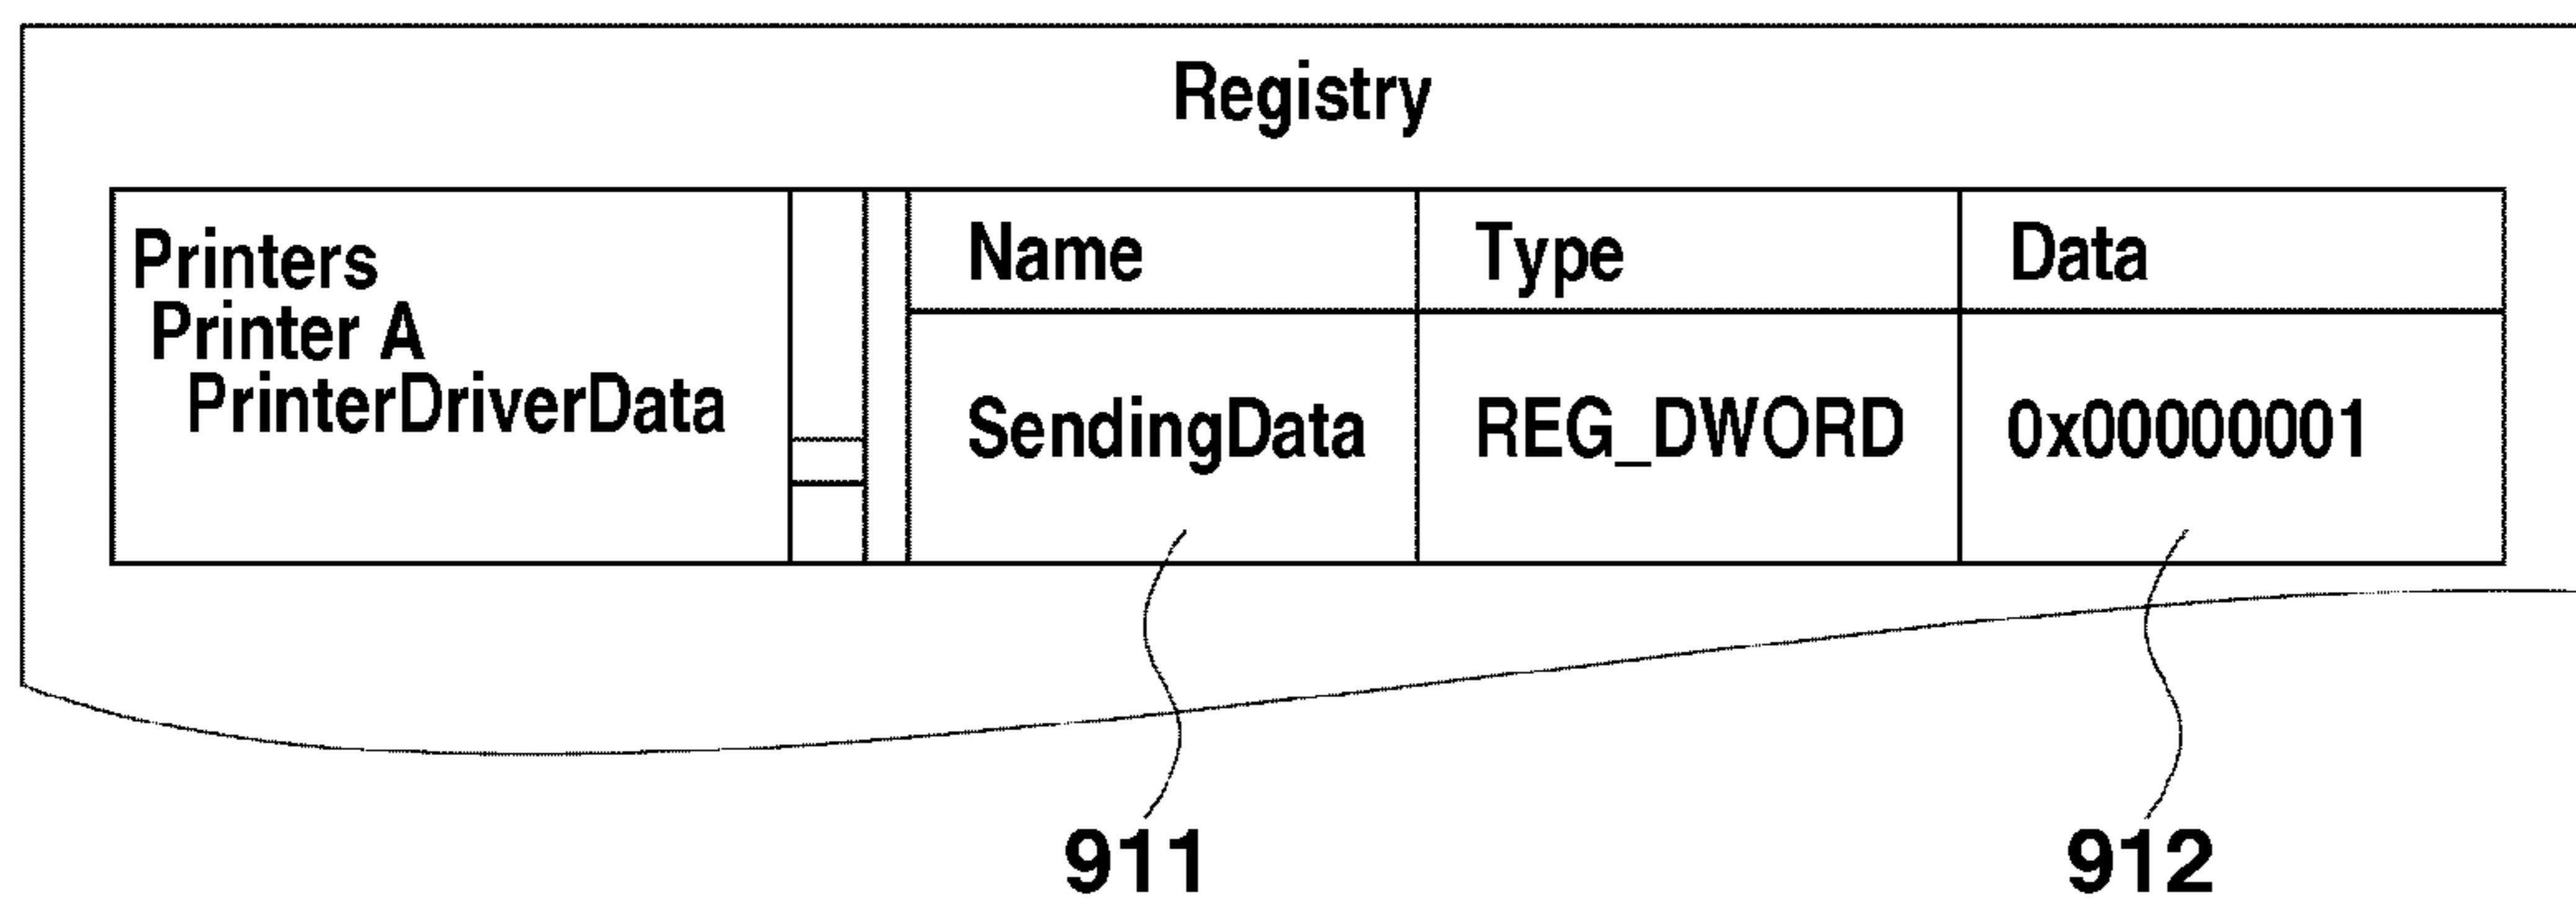 Registry
Printers
Printer A
PrinterDriverData
Name Type Data
SendingData REG_DWORD 0x00000001
911 912